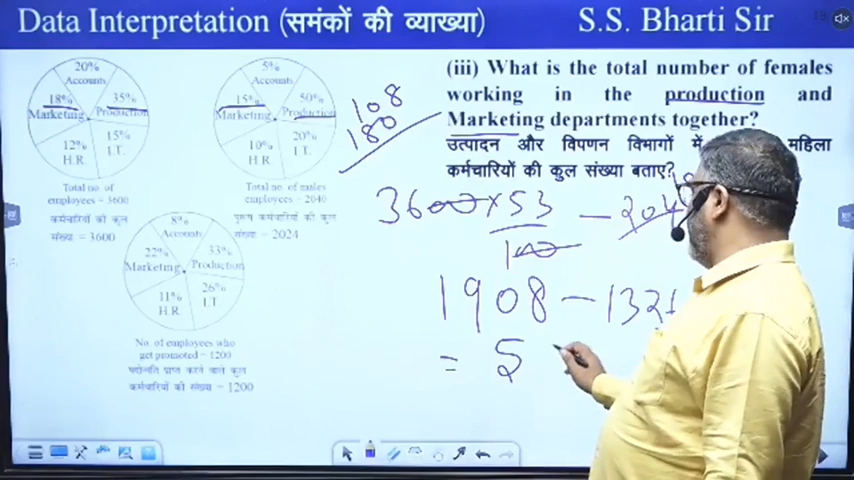 Data Interpretation (समंकों की व्याख्या) S.S. Bharti Sir
20%
Accounts
18% 35%
Marketing Production
15%
12% I.T.
H.R.
Total no of
employees = 3600
कर्मचारियों की कुल
संख्या = 3600
5%
Accounts
15% 50%
Marketing Production
20%
10% I.T.
H.R
Total no of males
employees = 2040
पुरुष कर्मचारियों की कुल
संख्या = 2024
8%
Accounts
22% 33%
Marketing Production
26%
11% I.T
H.R.
No. of employees who
get promoted = 1200
पदोन्नति प्राप्त करने वाले कुल
कर्मचारियों की संख्या = 1200
108
180
(iii) What is the total number of females
working in the production and
Marketing departments together?
उत्पादन और विपणन विभागों में महिला
कर्मचारियों की कुल संख्या बताए?
3600 × 53 – 204
100
1908 – 132
= 5